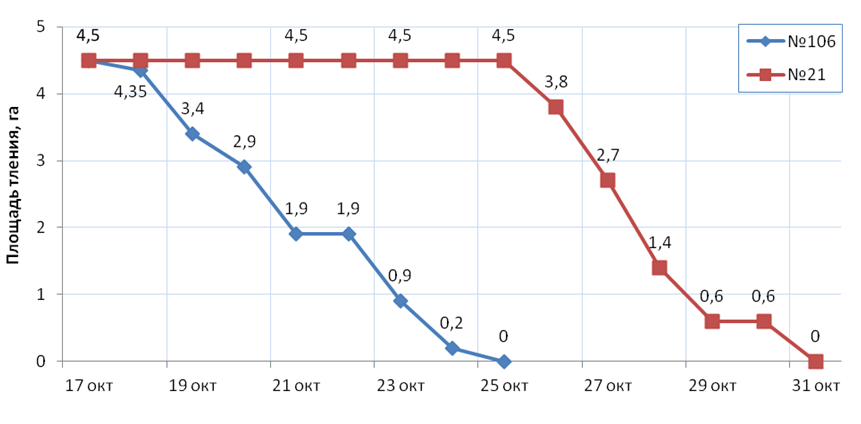 5
4,5
4,5
4,5
4,5
№106
№21
4
4,35
3,8
3,4
3
2,9
2,7
Площадь тления, га
2
1,9
1,9
1,4
1
0,9
0,6
0,6
0,2
0
0
0
17 окт
19 окт
21 окт
23 окт
25 окт
27 окт
29 окт
31 окт